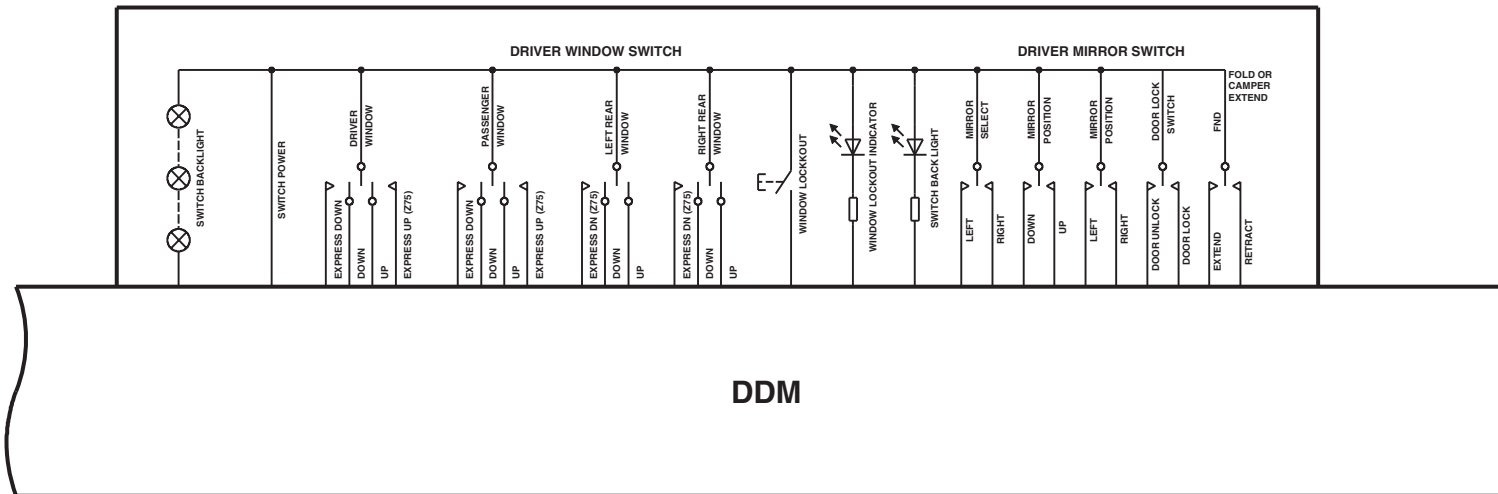 DRIVER WINDOW SWITCH
DRIVER MIRROR SWITCH
FOLD OR
CAMPER
EXTEND
SWITCH BACKLIGHT
SWITCH POWER
DRIVER
WINDOW
EXPRESS DOWN
DOWN
UP
EXPRESS UP (Z75)
PASSENGER
WINDOW
EXPRESS DOWN
DOWN
UP
EXPRESS UP (Z75)
LEFT REAR
WINDOW
EXPRESS DN (Z75)
DOWN
UP
RIGHT REAR
WINDOW
EXPRESS DN (Z75)
DOWN
UP
WINDOW LOCKKOUT
WINDOW LOCKOUT INDICATOR
SWITCH BACK LIGHT
MIRROR
SELECT
LEFT
RIGHT
MIRROR
POSITION
DOWN
UP
MIRROR
POSITION
LEFT
RIGHT
DOOR LOCK
SWITCH
DOOR UNLOCK
DOOR LOCK
FND
EXTEND
RETRACT
DDM